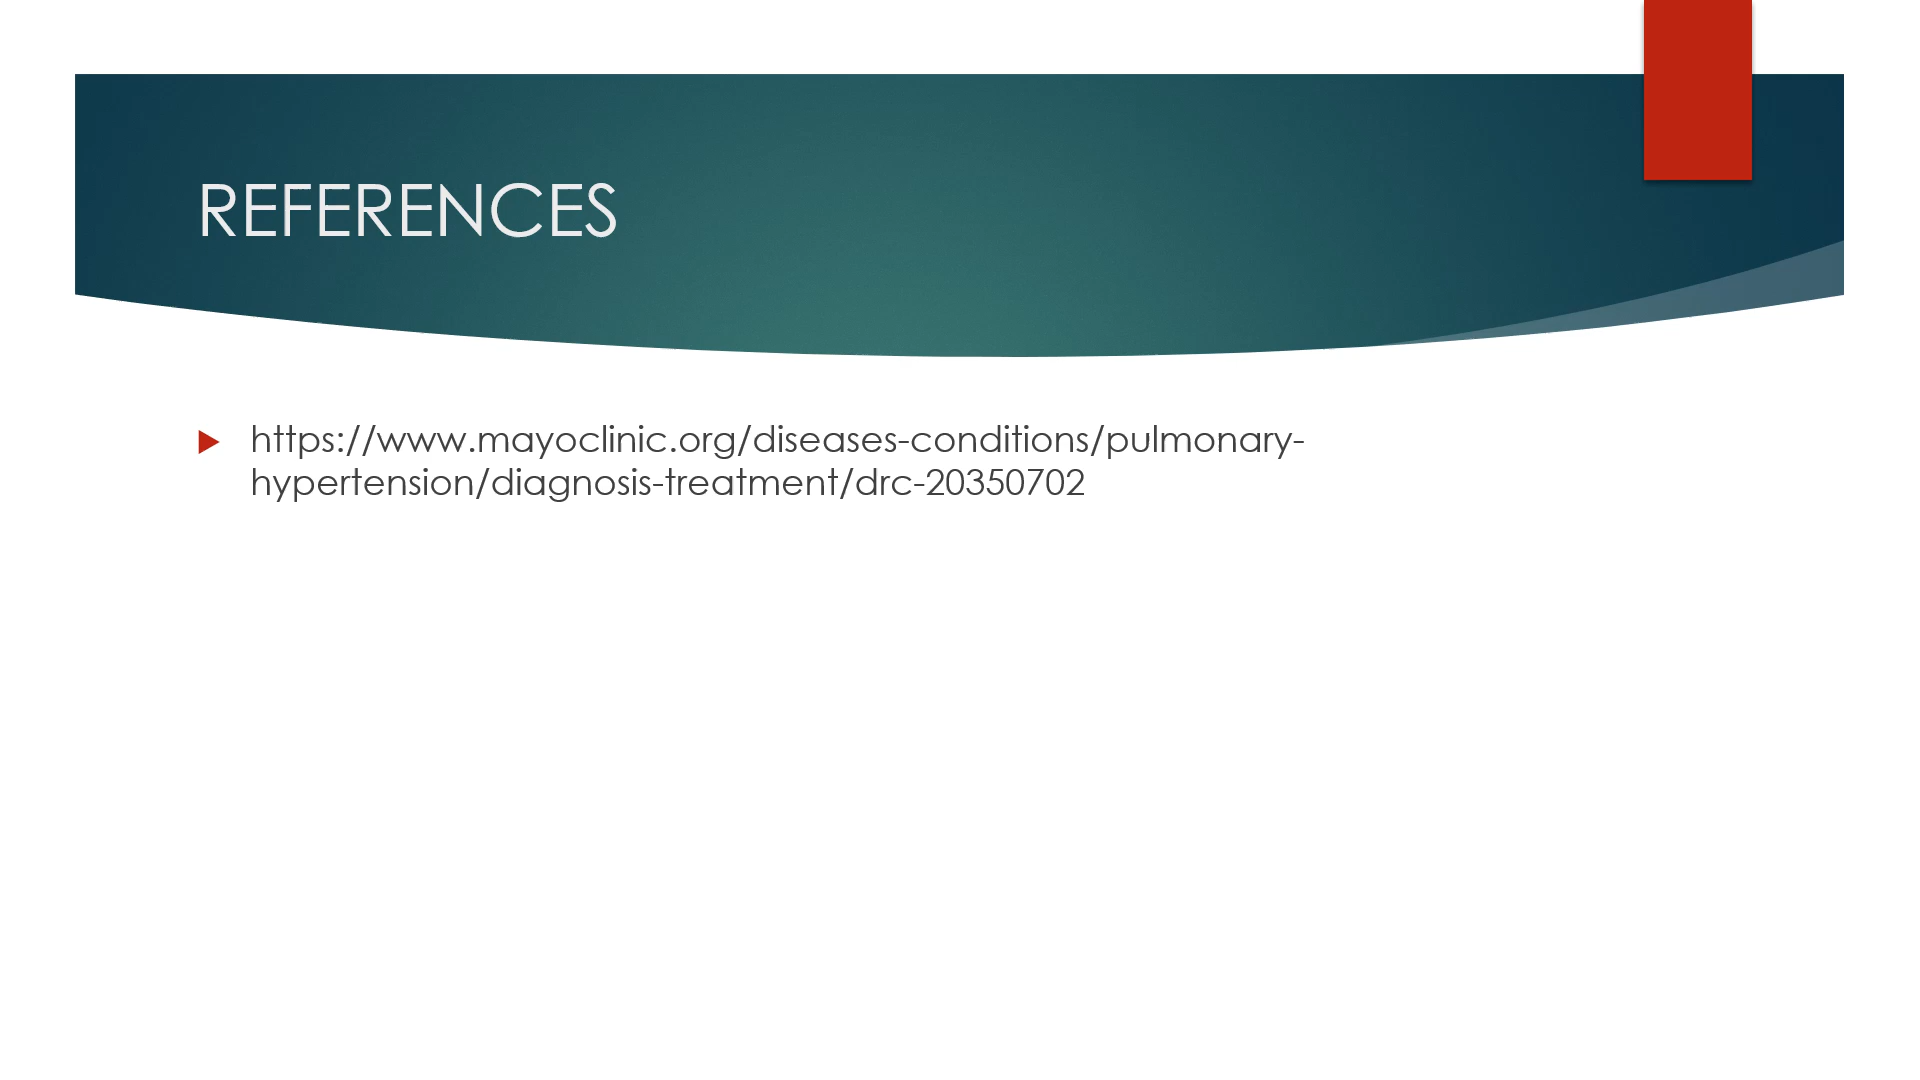 REFERENCES
https://www.mayoclinic.org/diseases-conditions/pulmonary-
hypertension/diagnosis-treatment/drc-20350702